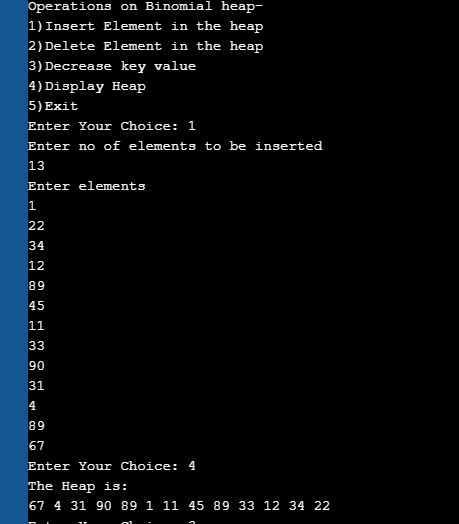 Operations on Binomial heap-
1)Insert Element in the heap
2)Delete Element in the heap
3)Decrease key value
4)Display Heap
5)Exit
Enter Your Choice: 1
Enter no of elements to be inserted
13
Enter elements
1
22
34
12
89
45
11
33
90
31
4
89
67
Enter Your Choice: 4
The Heap is:
67 4 31 90 89 1 11 45 89 33 12 34 22
Enter Your Choice: